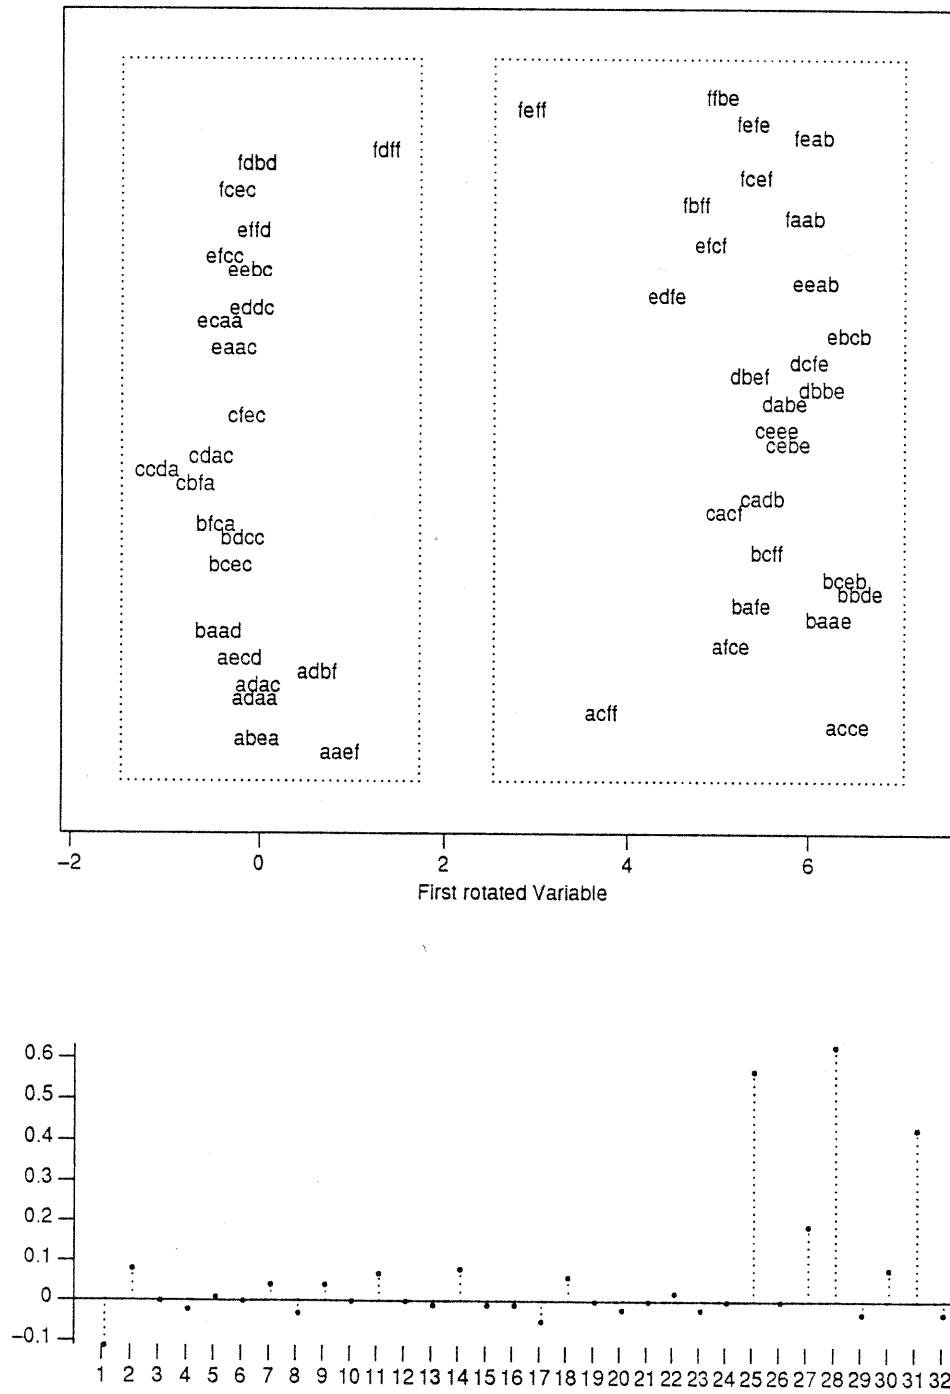 ffbe
feff
fefe
feab
fdff
fdbd
fcef
fcec
fbff
faab
effd
efcf
efcc
eebc
eeab
edfe
eddc
ecaa
ebcb
eaac
dcfe
dbef
dbbe
dabe
cfec
ceee
cebe
cdac
ccda
cbfa
cadb
cacf
bfca
bdcc
bcff
bcec
bceb
bbde
bafe
baae
baad
afce
aecd
adbf
adac
adaa
acff
acce
abea
aaef
-2 0 2 4 6
First rotated Variable
0.6
0.5
0.4
0.3
0.2
0.1
0
-0.1
1 2 3 4 5 6 7 8 9 10 11 12 13 14 15 16 17 18 19 20 21 22 23 24 25 26 27 28 29 30 31 32